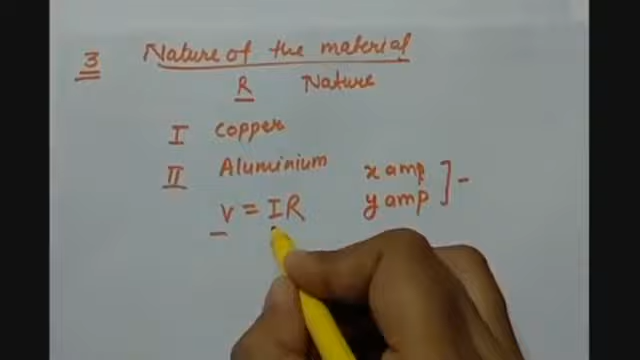 3 Nature of the material
R Nature
I Copper
II Aluminium x amp
y amp ] -
V = IR